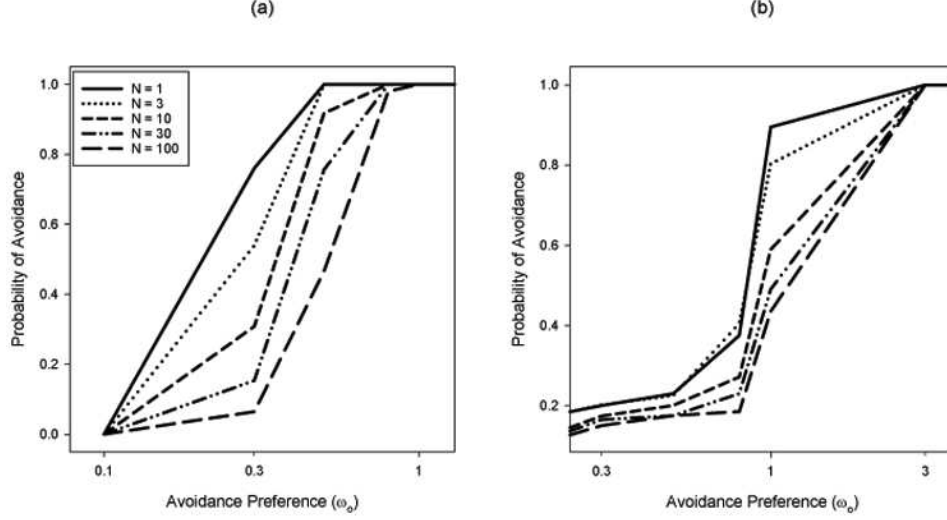 (a)
1.0
0.8
0.6
0.4
0.2
0.0
Probability of Avoidance
N = 1
N = 3
N = 10
N = 30
N = 100
0.1
0.3
1
Avoidance Preference (ωₒ)
(b)
1.0
0.8
0.6
0.4
0.2
Probability of Avoidance
0.3
1
3
Avoidance Preference (ωₒ)